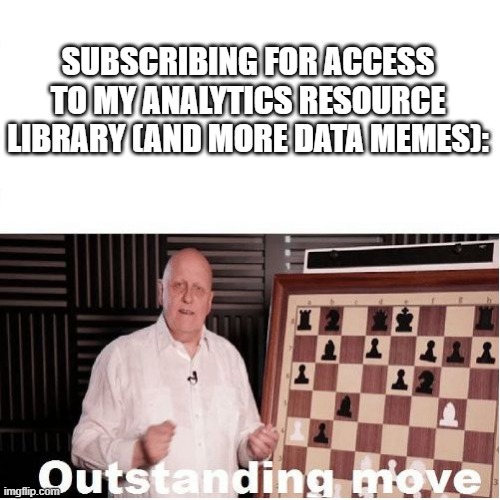 SUBSCRIBING FOR ACCESS
TO MY ANALYTICS RESOURCE
LIBRARY (AND MORE DATA MEMES):
Outstanding move
imgflip.com